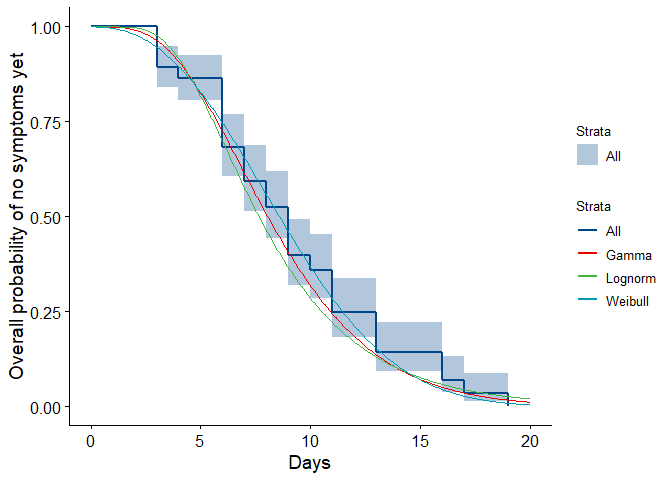 Overall probability of no symptoms yet
1.00
0.75
0.50
0.25
0.00
0 5 10 15 20
Days
Strata
All
Strata
All
Gamma
Lognorm
Weibull